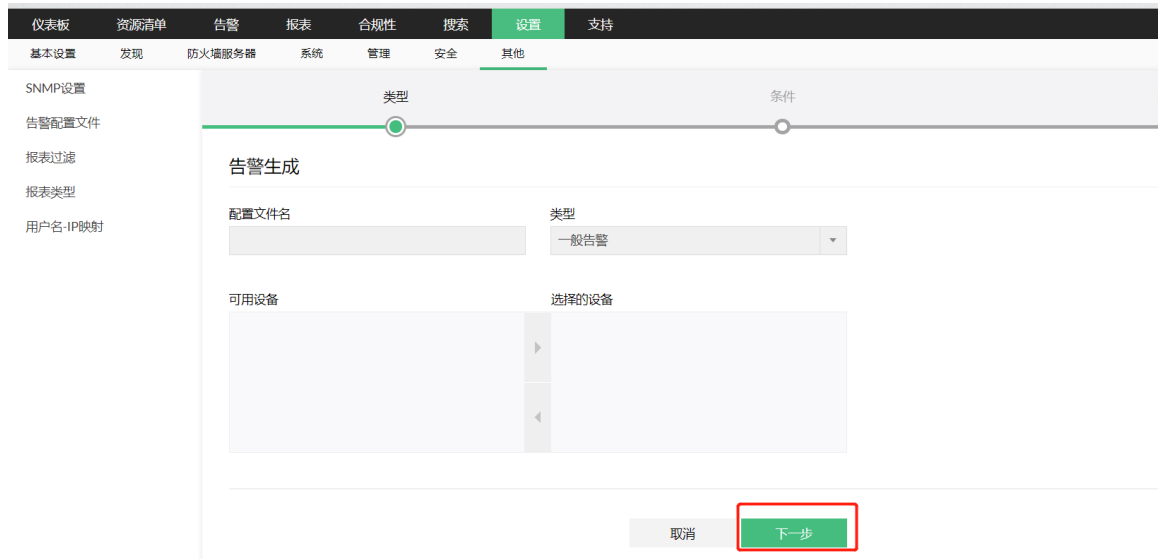 仪表板 资源清单 告警 报表 合规性 搜索 设置 支持
基本设置 发现 防火墙服务器 系统 管理 安全 其他
SNMP设置
告警配置文件
报表过滤
报表类型
用户名-IP映射
类型 条件
告警生成
配置文件名 类型
一般告警
可用设备 选择的设备
取消 下一步